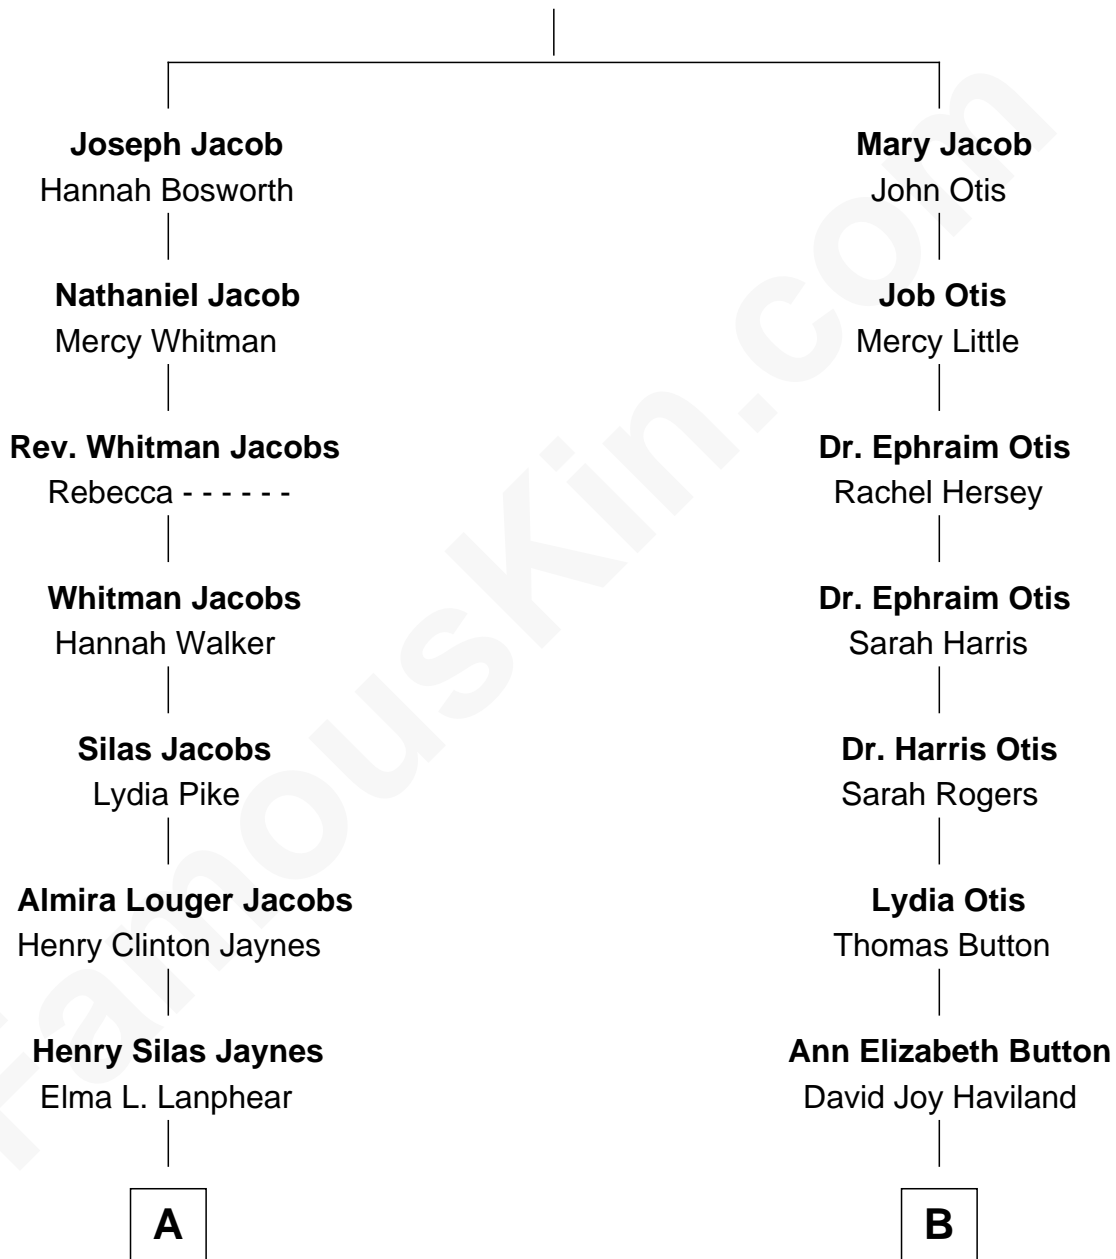 Joseph Jacob
Hannah Bosworth
Nathaniel Jacob
Mercy Whitman
Rev. Whitman Jacobs
Rebecca - - - - - -
Whitman Jacobs
Hannah Walker
Silas Jacobs
Lydia Pike
Almira Louger Jacobs
Henry Clinton Jaynes
Henry Silas Jaynes
Elma L. Lanphear
A
Mary Jacob
John Otis
Job Otis
Mercy Little
Dr. Ephraim Otis
Rachel Hersey
Dr. Ephraim Otis
Sarah Harris
Dr. Harris Otis
Sarah Rogers
Lydia Otis
Thomas Button
Ann Elizabeth Button
David Joy Haviland
B
FamousKin.com